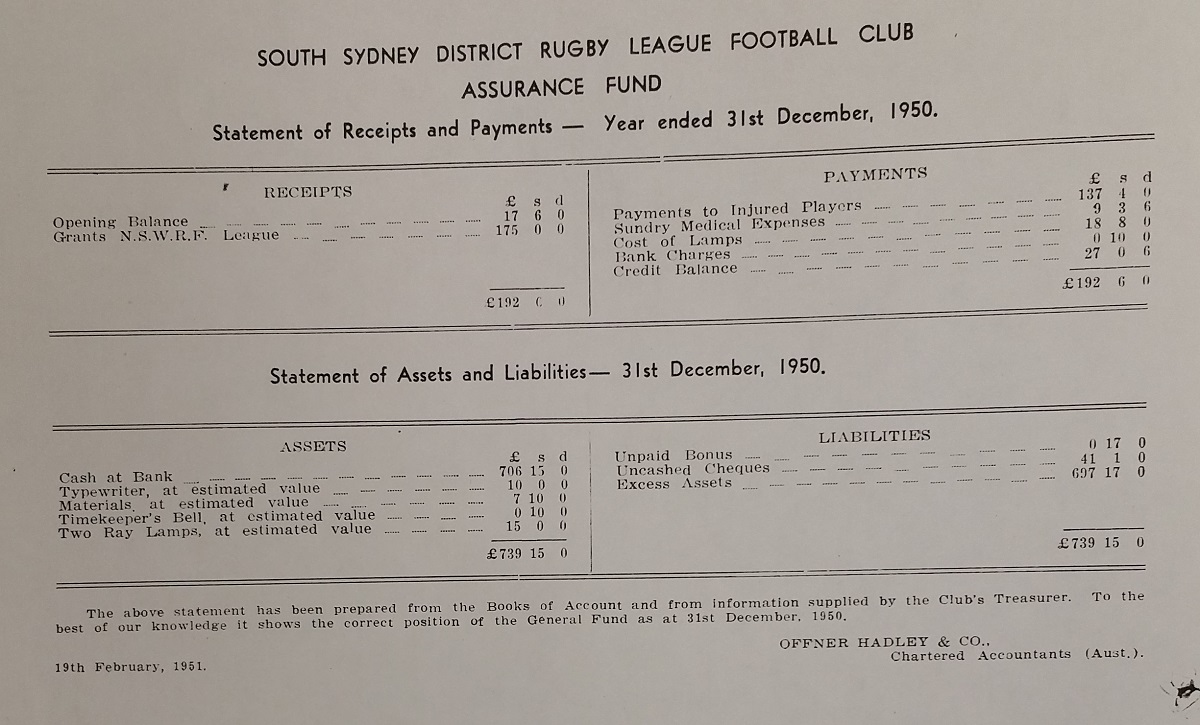 SOUTH SYDNEY DISTRICT RUGBY LEAGUE FOOTBALL CLUB
ASSURANCE FUND
Statement of Receipts and Payments — Year ended 31st December, 1950.
RECEIPTS
£ s d
Opening Balance 17 6 0
Grants N.S.W.R.F. League 175 0 0
£192 6 0
PAYMENTS
£ s d
Payments to Injured Players 137 4 0
Sundry Medical Expenses 9 3 6
Cost of Lamps 18 8 0
Bank Charges 0 10 0
Credit Balance 27 0 6
£192 6 0
Statement of Assets and Liabilities— 31st December, 1950.
ASSETS
£ s d
Cash at Bank 706 15 0
Typewriter, at estimated value 10 0 0
Materials, at estimated value 7 10 0
Timekeeper's Bell, at estimated value 0 10 0
Two Ray Lamps, at estimated value 15 0 0
£739 15 0
LIABILITIES
Unpaid Bonus 0 17 0
Uncashed Cheques 41 1 0
Excess Assets 697 17 0
£739 15 0
The above statement has been prepared from the Books of Account and from information supplied by the Club's Treasurer. To the
best of our knowledge it shows the correct position of the General Fund as at 31st December, 1950.
OFFNER HADLEY & CO.,
Chartered Accountants (Aust.).
19th February, 1951.